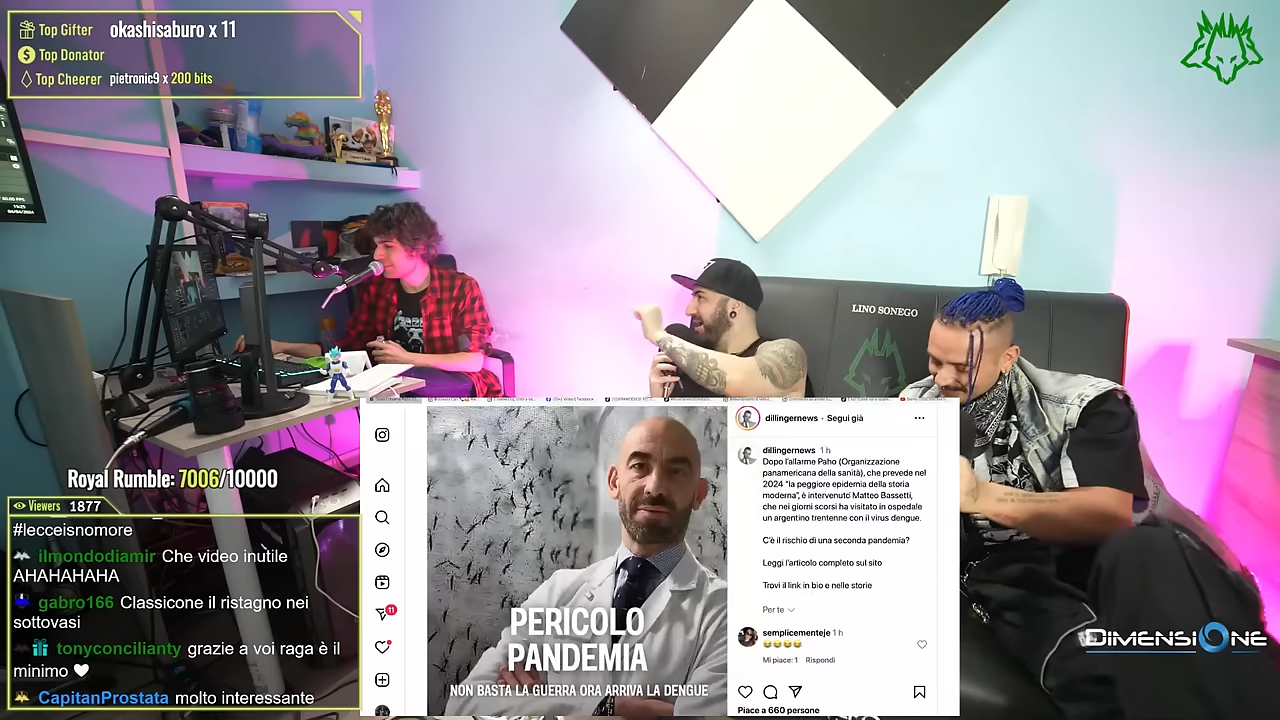 Top Gifter okashisaburo x 11
Top Donator
Top Cheerer pietronic9 x 200 bits
LINO SONEGO
Royal Rumble: 7006/10000
Viewers 1877
#lecceisnomore
ilmondodiamir Che video inutile
AHAHAHAHA
gabro166 Classicone il ristagno nei
sottovasi
tonyconcilianty grazie a voi raga è il
minimo
CapitanProstata molto interessante
11
PERICOLO
PANDEMIA
NON BASTA LA GUERRA ORA ARRIVA LA DENGUE
dillingernews · Segui già
dillingernews 1 h
Dopo l'allarme Paho (Organizzazione
panamericana della sanità), che prevede nel
2024 "la peggiore epidemia della storia
moderna", è intervenuto Matteo Bassetti,
che nei giorni scorsi ha visitato in ospedale
un argentino trentenne con il virus dengue.
C'è il rischio di una seconda pandemia?
Leggi l'articolo completo sul sito
Trovi il link in bio e nelle storie
Per te
semplicementeje 1 h
Mi piace: 1 Rispondi
Piace a 660 persone
DIMENSIONE